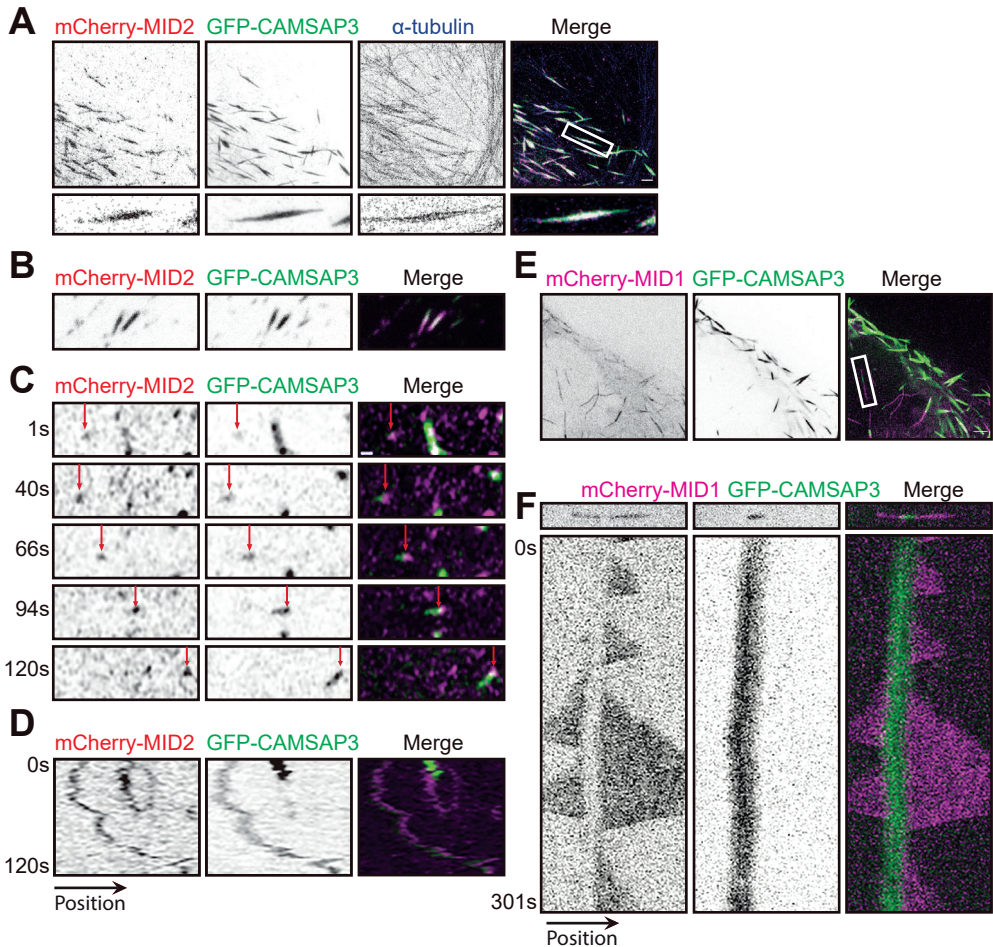 A
mCherry-MID2 GFP-CAMSAP3 α-tubulin Merge
B
mCherry-MID2 GFP-CAMSAP3 Merge
C
mCherry-MID2 GFP-CAMSAP3 Merge
1s
40s
66s
94s
120s
D
mCherry-MID2 GFP-CAMSAP3 Merge
0s
120s
Position
E
mCherry-MID1 GFP-CAMSAP3 Merge
F
mCherry-MID1 GFP-CAMSAP3 Merge
0s
301s
Position